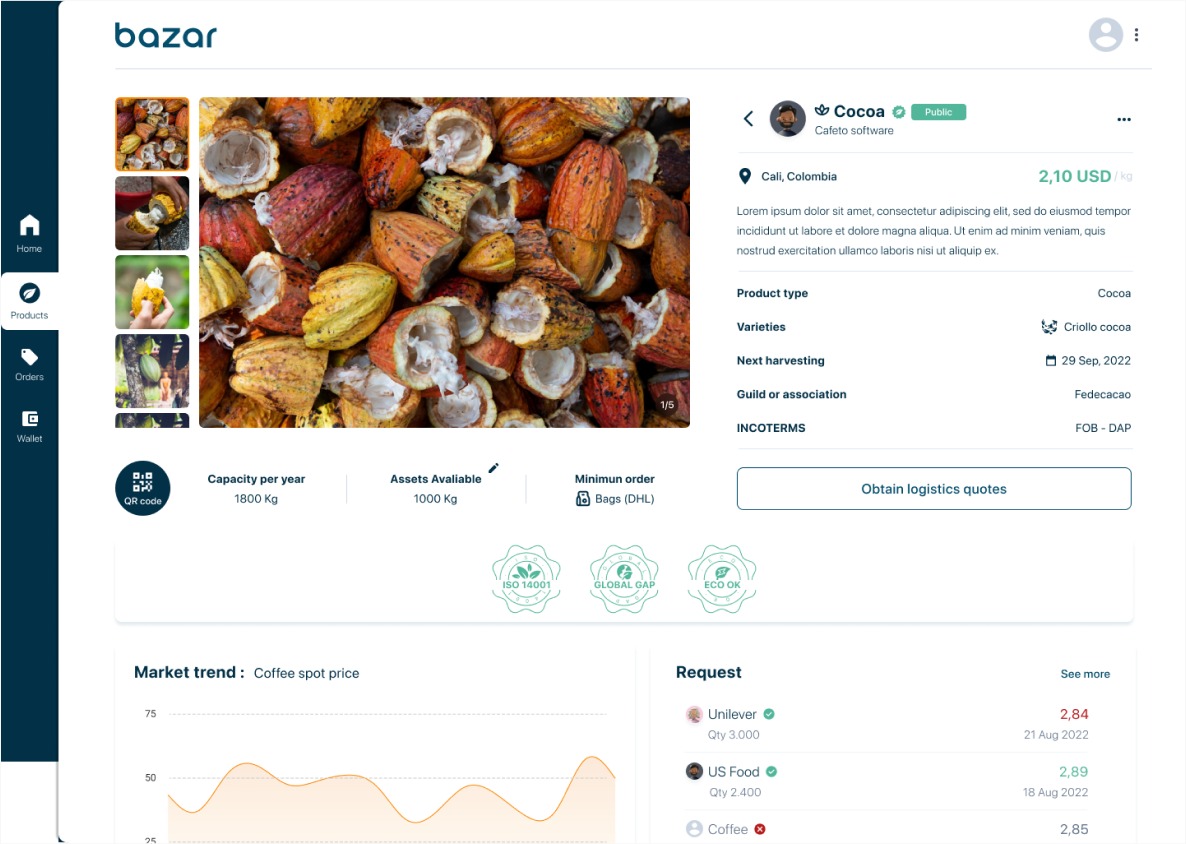 bazar
Home
Products
Orders
Wallet
1/5
Cocoa
Public
Cafeto software
Cali, Colombia
2,10 USD / kg
Lorem ipsum dolor sit amet, consectetur adipiscing elit, sed do eiusmod tempor
incididunt ut labore et dolore magna aliqua. Ut enim ad minim veniam, quis
nostrud exercitation ullamco laboris nisi ut aliquip ex.
Product type Cocoa
Varieties Criollo cocoa
Next harvesting 29 Sep, 2022
Guild or association Fedecacao
INCOTERMS FOB - DAP
Obtain logistics quotes
QR code
Capacity per year
1800 Kg
Assets Avaliable
1000 Kg
Minimun order
Bags (DHL)
ISO 14001
GLOBAL GAP
ECO OK
Market trend : Coffee spot price
75
50
25
Request
See more
Unilever 2,84
Qty 3.000 21 Aug 2022
US Food 2,89
Qty 2.400 18 Aug 2022
Coffee 2,85